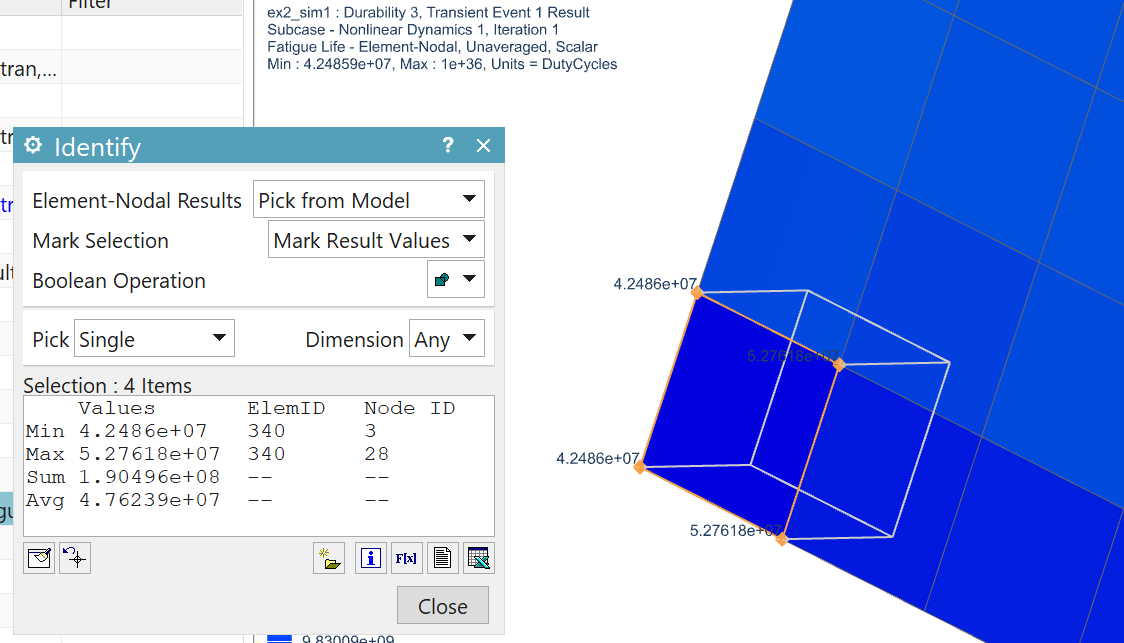 Filter
ex2_sim1 : Durability 3, Transient Event 1 Result
Subcase - Nonlinear Dynamics 1, Iteration 1
Fatigue Life - Element-Nodal, Unaveraged, Scalar
Min : 4.24859e+07, Max : 1e+36, Units = DutyCycles
tran,...
Identify ?
Element-Nodal Results Pick from Model
Mark Selection Mark Result Values
Boolean Operation
Pick Single Dimension Any
Selection : 4 Items
Values ElemID Node ID
Min 4.2486e+07 340 3
Max 5.27618e+07 340 28
Sum 1.90496e+08 -- --
Avg 4.76239e+07 -- --
F[x]
Close
4.2486e+07
5.27618e+07
4.2486e+07
5.27618e+07
9.83009e+09